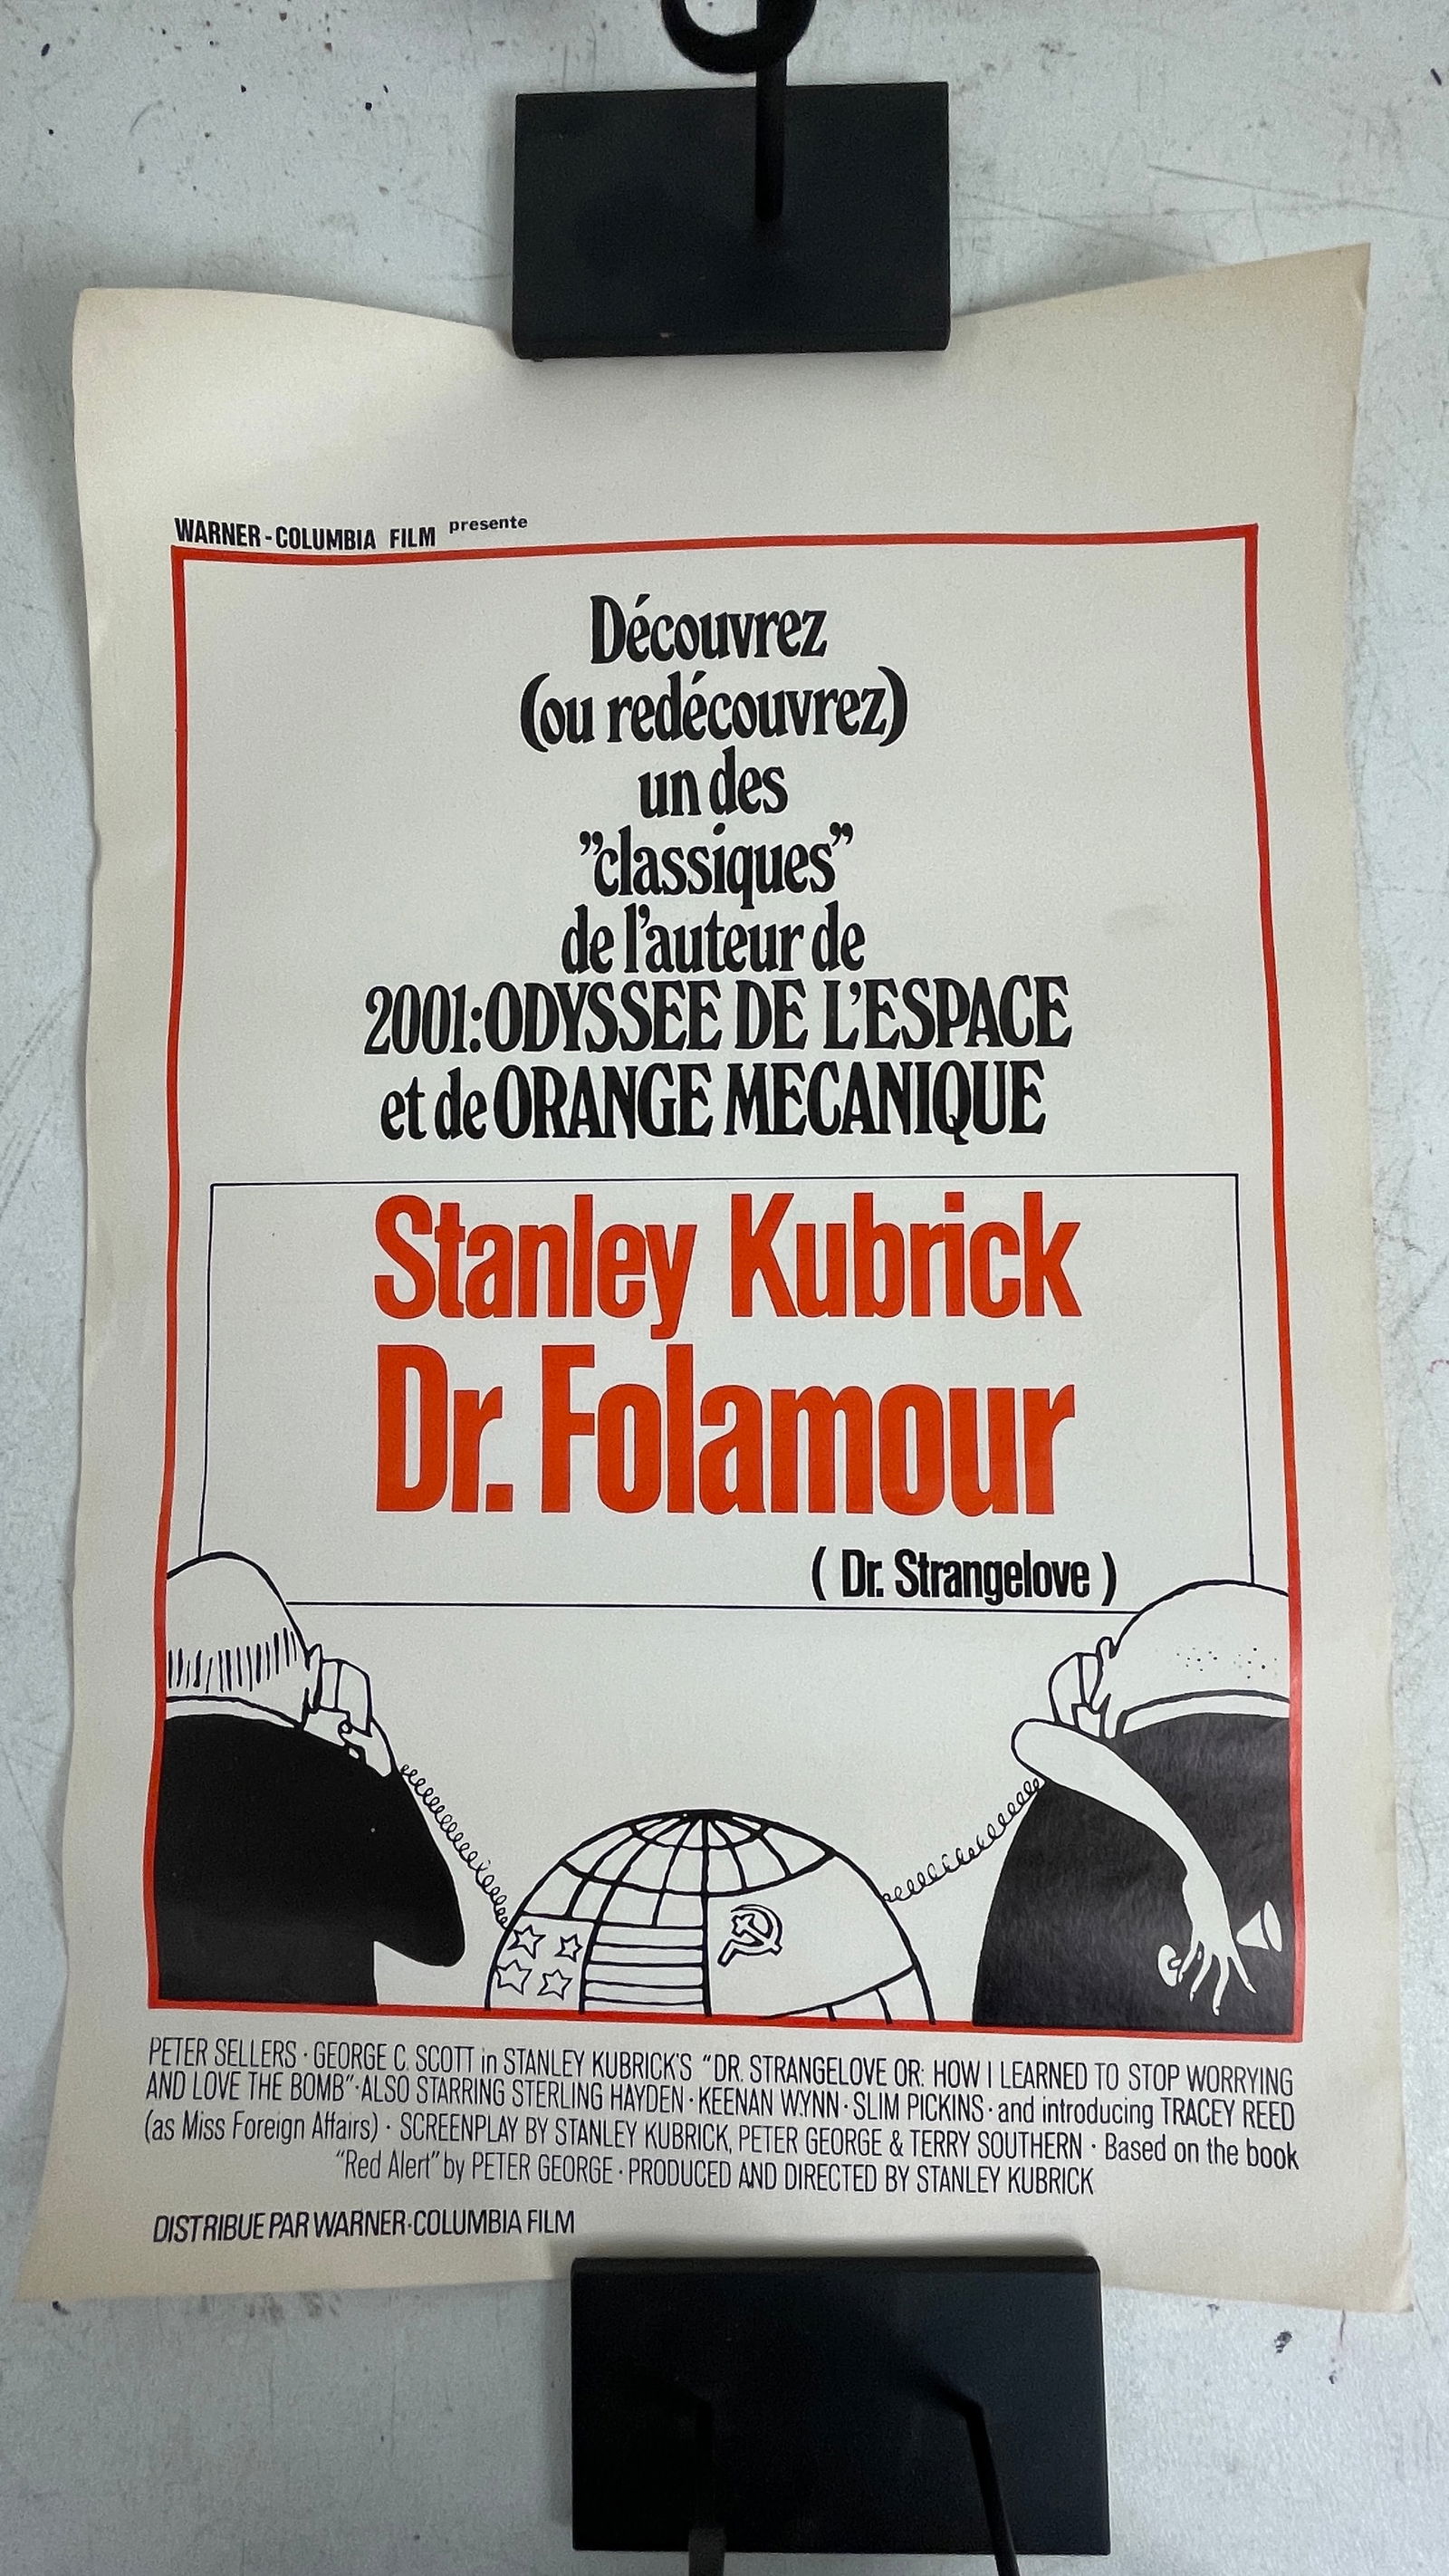 WARNER-COLUMBIA FILM presente
Découvrez
(ou redécouvrez)
un des
”classiques”
de l’auteur de
2001:ODYSSEE DE L’ESPACE
et de ORANGE MECANIQUE
Stanley Kubrick
Dr. Folamour
( Dr. Strangelove )
PETER SELLERS · GEORGE C. SCOTT in STANLEY KUBRICK'S “DR. STRANGELOVE OR: HOW I LEARNED TO STOP WORRYING
AND LOVE THE BOMB”·ALSO STARRING STERLING HAYDEN·KEENAN WYNN·SLIM PICKINS·and introducing TRACEY REED
(as Miss Foreign Affairs) · SCREENPLAY BY STANLEY KUBRICK, PETER GEORGE & TERRY SOUTHERN · Based on the book
“Red Alert” by PETER GEORGE·PRODUCED AND DIRECTED BY STANLEY KUBRICK
DISTRIBUE PAR WARNER-COLUMBIA FILM